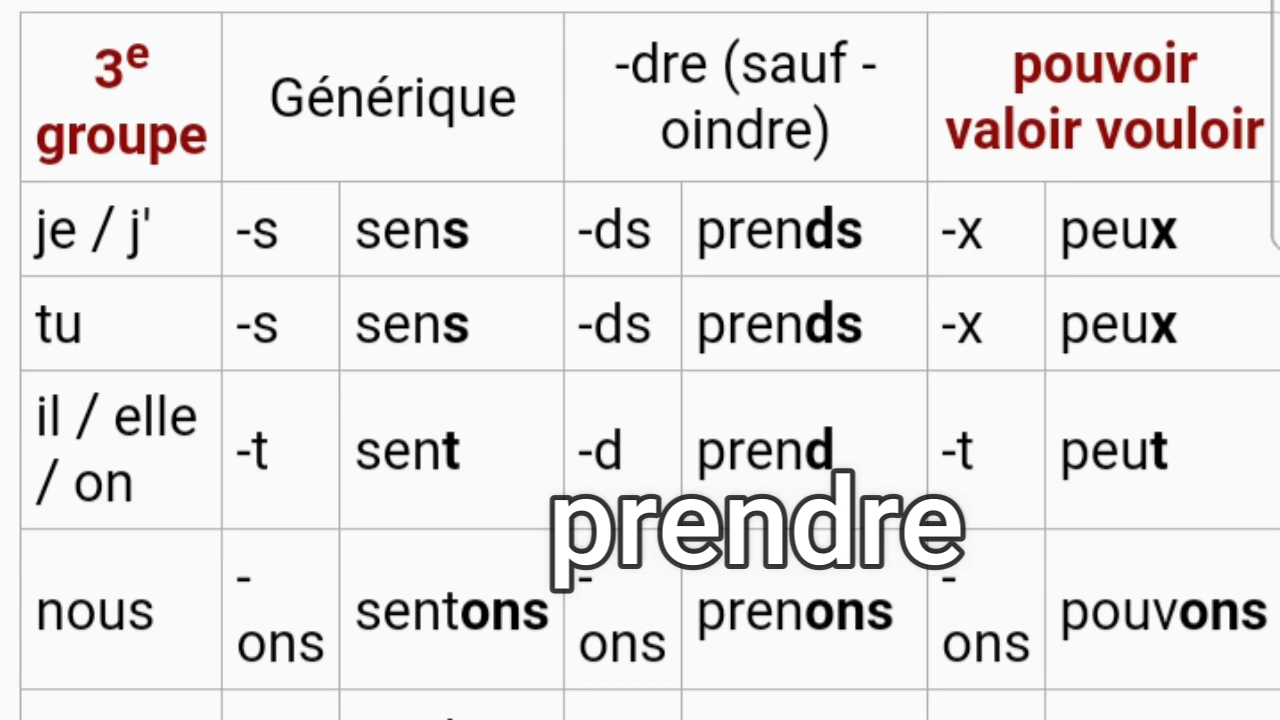 3e groupe Générique -dre (sauf -oindre) pouvoir valoir vouloir
je / j' -s sens -ds prends -x peux
tu -s sens -ds prends -x peux
il / elle / on -t sent -d prend -t peut
prendre
nous -ons sentons -ons prenons -ons pouvons